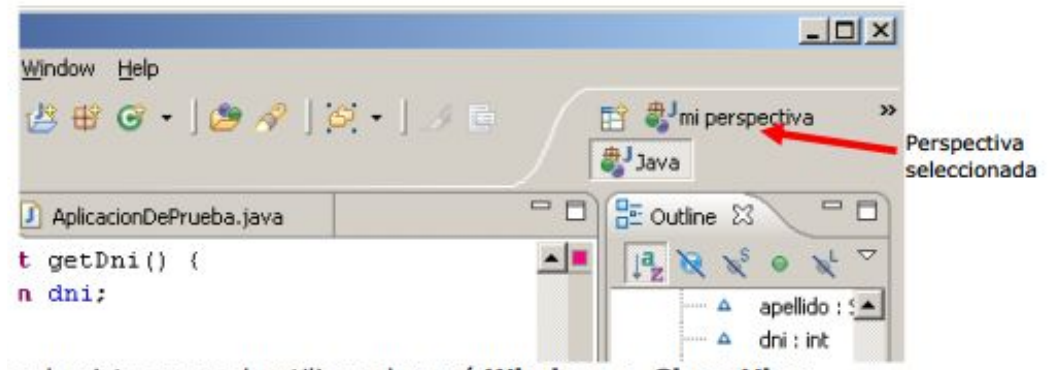 Window Help
mi perspectiva »
Perspectiva
seleccionada
Java
AplicacionDePrueba.java
Outline
t getDni() {
n dni;
apellido : S
dni : int